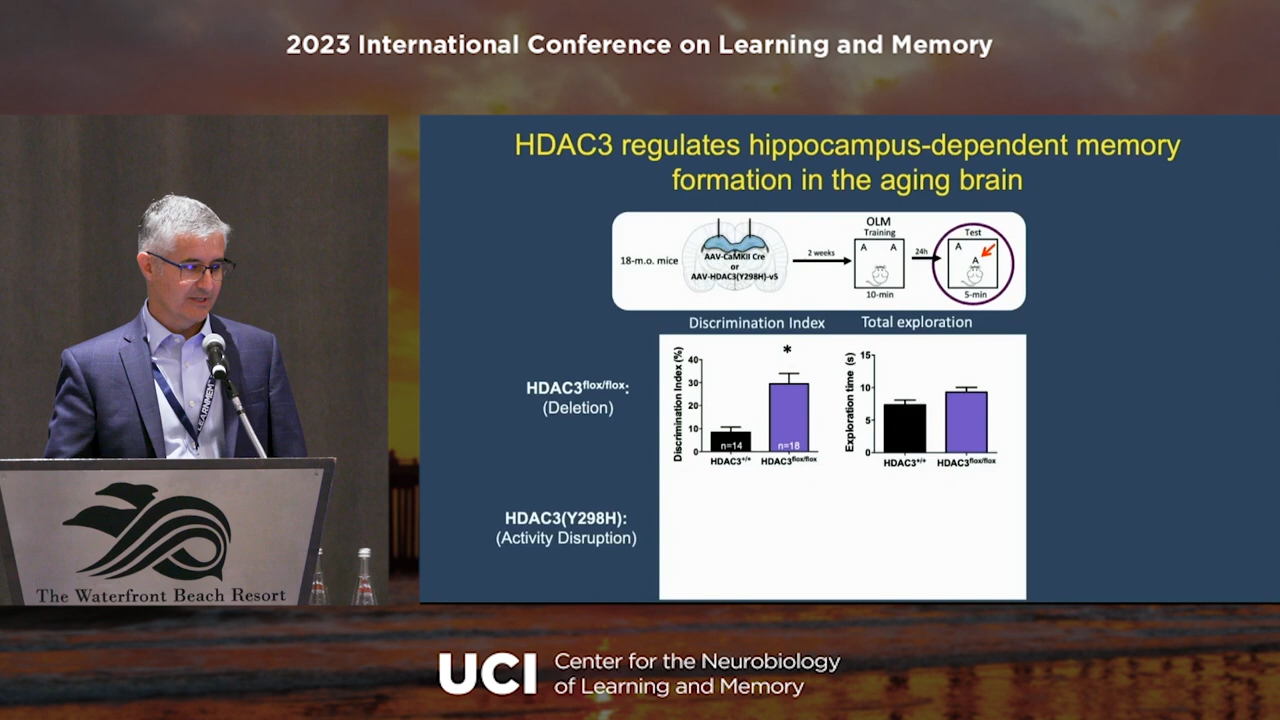 2023 International Conference on Learning and Memory
HDAC3 regulates hippocampus-dependent memory
formation in the aging brain
18-m.o. mice
AAV-CaMKII Cre
or
AAV-HDAC3(Y298H)-v5
2 weeks
OLM
Training
A A
10-min
24h
Test
A
A
5-min
Discrimination Index
Total exploration
HDAC3flox/flox:
(Deletion)
Discrimination Index (%)
40
30
20
10
0
*
n=14
n=18
HDAC3+/+
HDAC3flox/flox
Exploration time (s)
15
10
5
0
HDAC3+/+
HDAC3flox/flox
HDAC3(Y298H):
(Activity Disruption)
LEARNMEM
The Waterfront Beach Resort
UCI
Center for the Neurobiology
of Learning and Memory